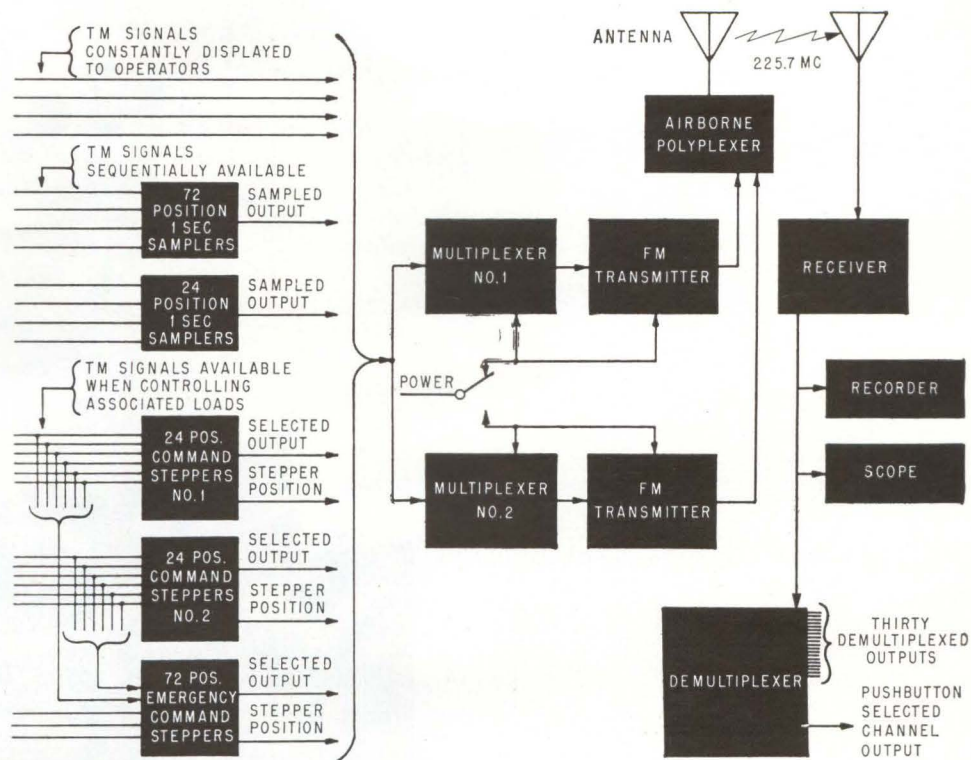 TM SIGNALS
CONSTANTLY DISPLAYED
TO OPERATORS
TM SIGNALS
SEQUENTIALLY AVAILABLE
72
POSITION
1 SEC
SAMPLERS
SAMPLED
OUTPUT
24
POSITION
1 SEC
SAMPLERS
SAMPLED
OUTPUT
TM SIGNALS AVAILABLE
WHEN CONTROLLING
ASSOCIATED LOADS
24 POS.
COMMAND
STEPPERS
NO.1
SELECTED
OUTPUT
STEPPER
POSITION
24 POS.
COMMAND
STEPPERS
NO.2
SELECTED
OUTPUT
STEPPER
POSITION
72 POS.
EMERGENCY
COMMAND
STEPPERS
SELECTED
OUTPUT
STEPPER
POSITION
MULTIPLEXER
NO.1
FM
TRANSMITTER
POWER
MULTIPLEXER
NO.2
FM
TRANSMITTER
ANTENNA
225.7 MC
AIRBORNE
POLYPLEXER
RECEIVER
RECORDER
SCOPE
DEMULTIPLEXER
THIRTY
DEMULTIPLEXED
OUTPUTS
PUSHBUTTON
SELECTED
CHANNEL
OUTPUT